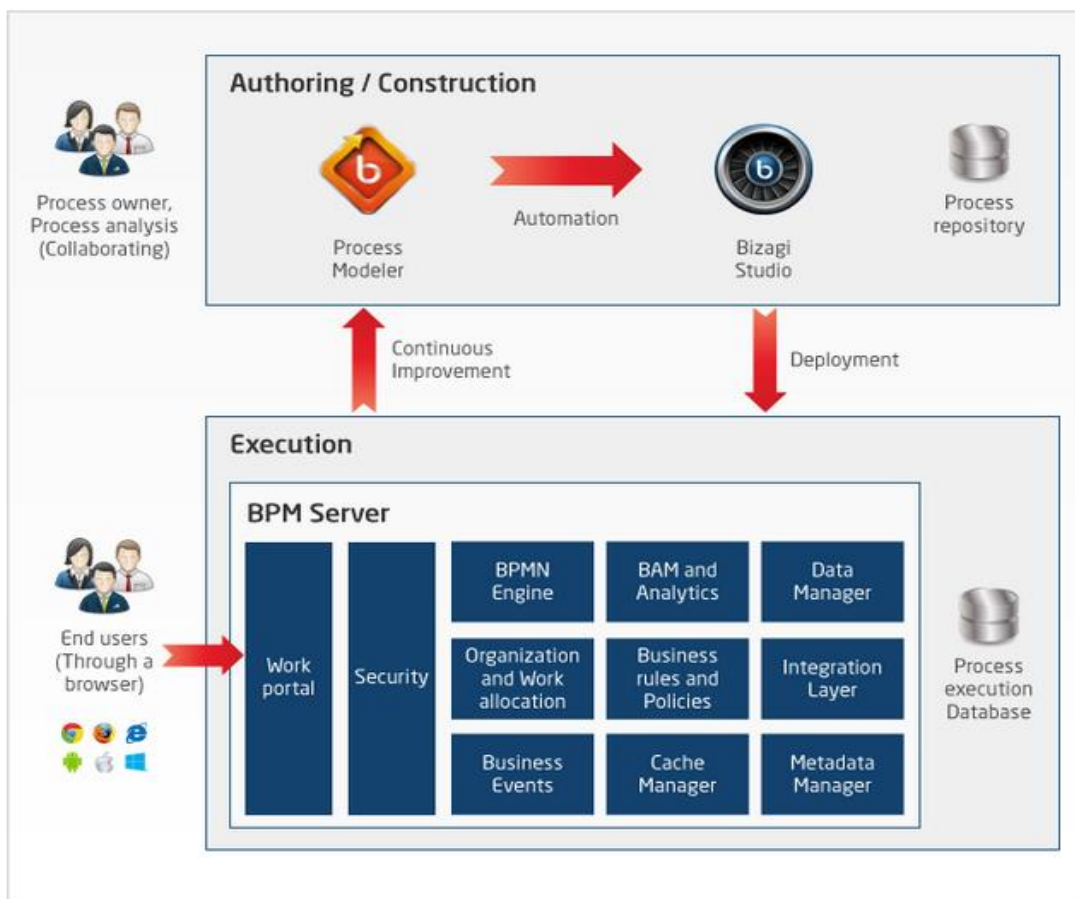 Authoring / Construction
Process owner,
Process analysis
(Collaborating)
b
Process
Modeler
Automation
b
Bizagi
Studio
Process
repository
Continuous
Improvement
Deployment
Execution
BPM Server
End users
(Through a
browser)
Work
portal
Security
BPMN
Engine
BAM and
Analytics
Data
Manager
Organization
and Work
allocation
Business
rules and
Policies
Integration
Layer
Business
Events
Cache
Manager
Metadata
Manager
Process
execution
Database